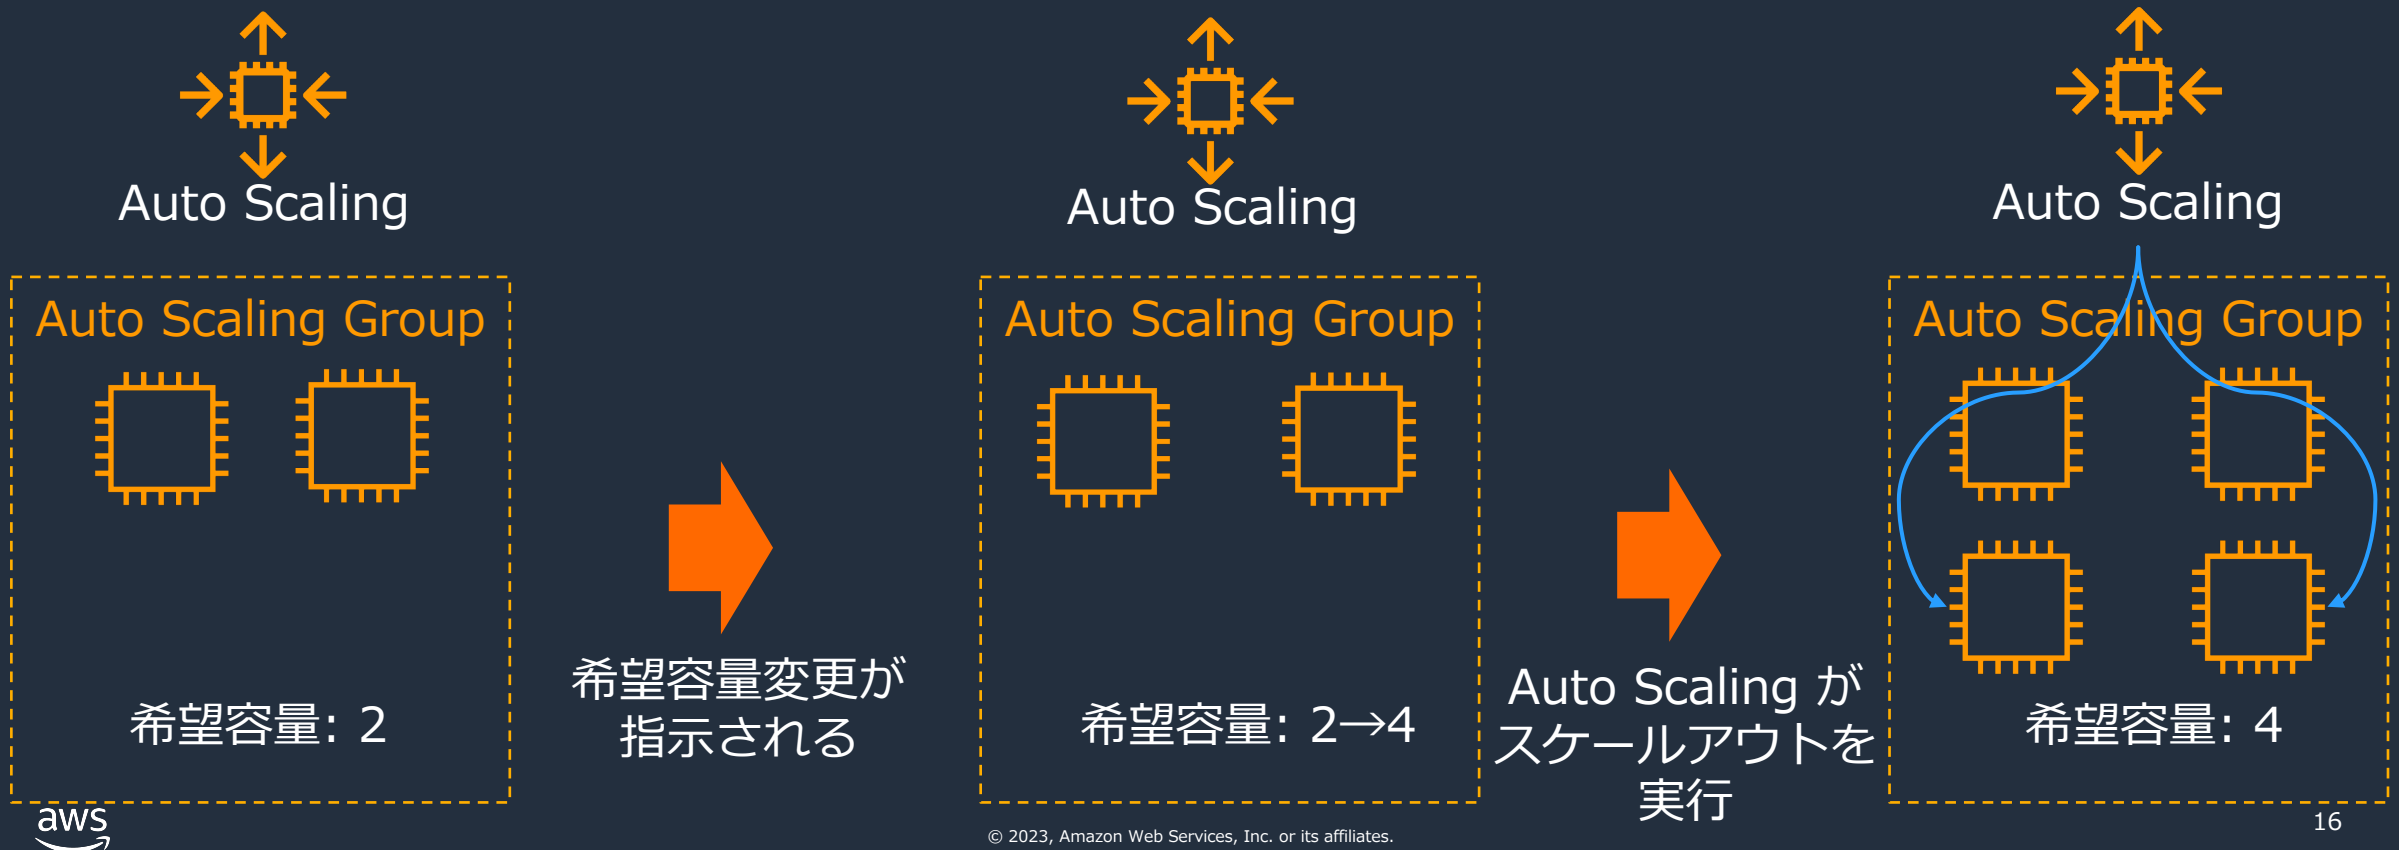 Auto Scaling
Auto Scaling Group
希望容量: 2
希望容量変更が
指示される
Auto Scaling
Auto Scaling Group
希望容量: 2→4
Auto Scaling が
スケールアウトを
実行
Auto Scaling
Auto Scaling Group
希望容量: 4
aws
© 2023, Amazon Web Services, Inc. or its affiliates.
16